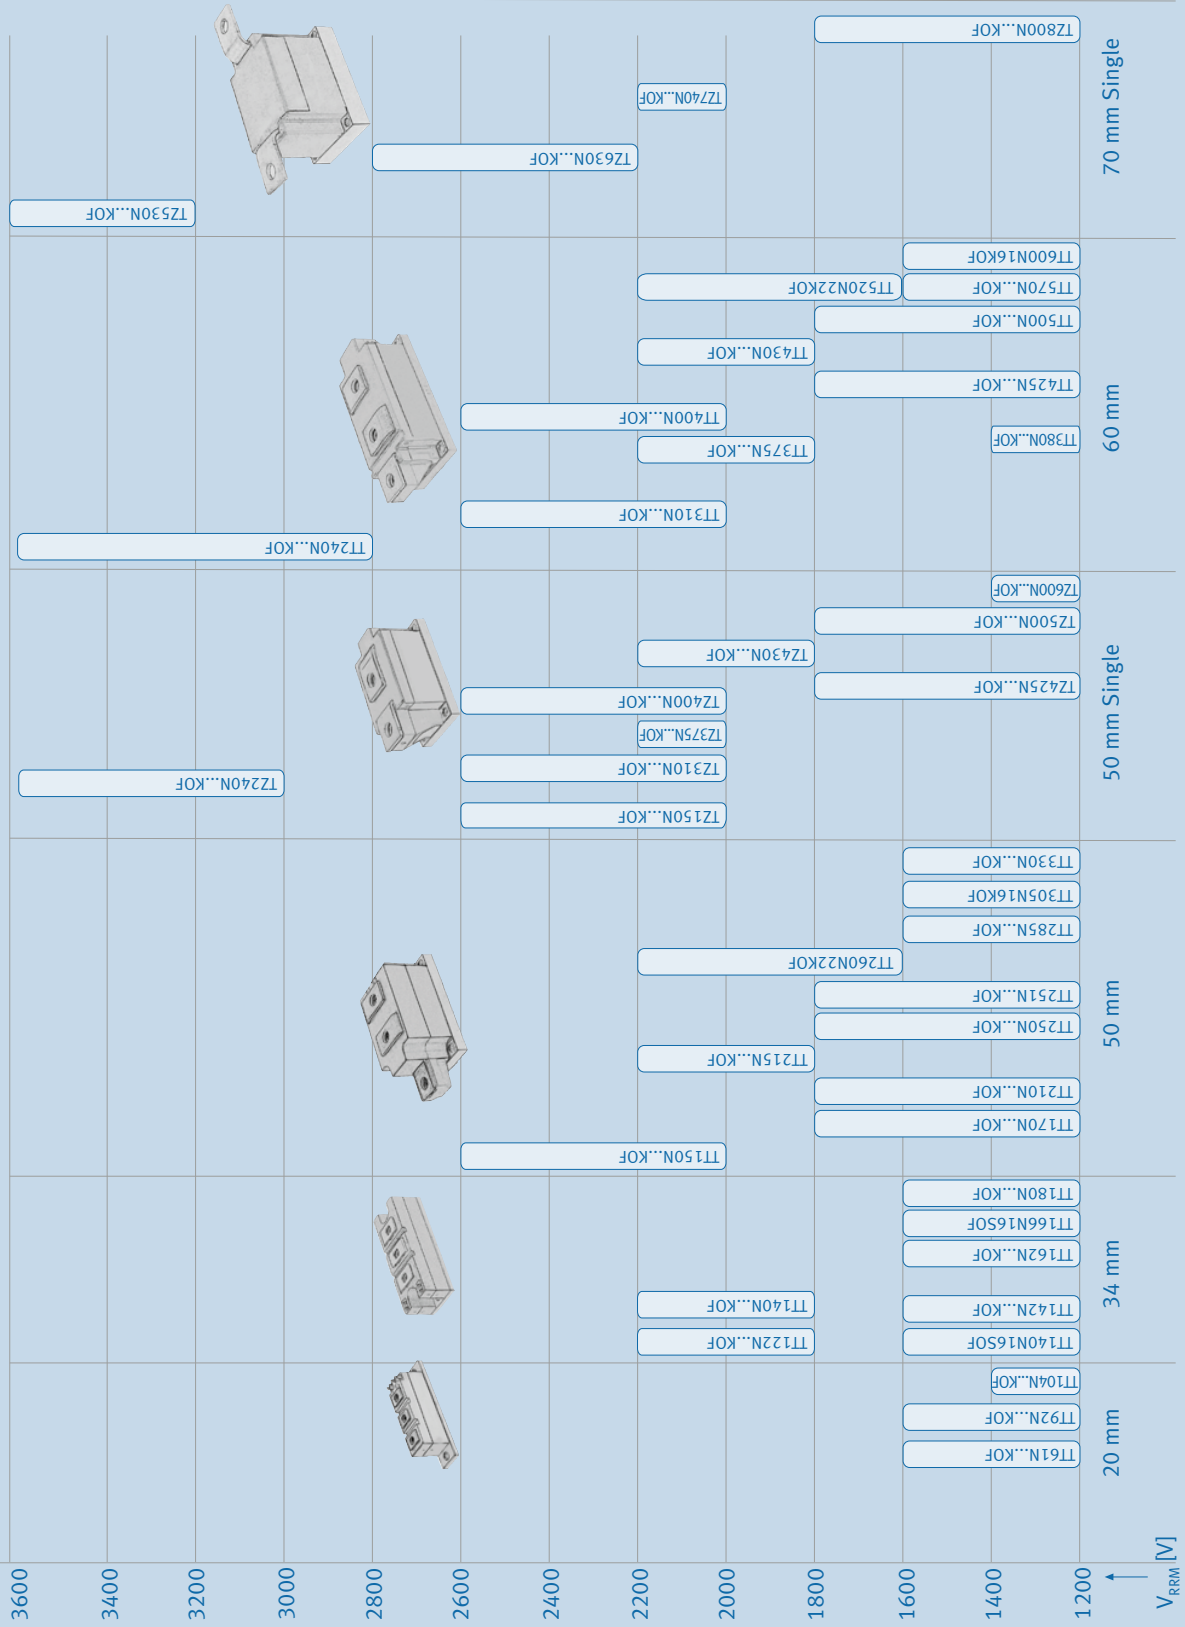 TZ800N...KOF
TZ740N...KOF
TZ630N...KOF
TZ530N...KOF
70 mm Single
TT600N16KOF
TT520N22KOF
TT570N...KOF
TT500N...KOF
TT430N...KOF
TT425N...KOF
TT400N...KOF
TT380N...KOF
TT375N...KOF
TT310N...KOF
TT240N...KOF
60 mm
TZ600N...KOF
TZ500N...KOF
TZ430N...KOF
TZ425N...KOF
TZ400N...KOF
TZ375N...KOF
TZ310N...KOF
TZ240N...KOF
TZ150N...KOF
50 mm Single
TT330N...KOF
TT305N16KOF
TT285N...KOF
TT260N22KOF
TT251N...KOF
TT250N...KOF
TT215N...KOF
TT210N...KOF
TT170N...KOF
TT150N...KOF
50 mm
TT180N...KOF
TT166N16SOF
TT162N...KOF
TT140N...KOF
TT142N...KOF
TT122N...KOF
TT140N16SOF
34 mm
TT104N...KOF
TT92N...KOF
TT61N...KOF
20 mm
3600
3400
3200
3000
2800
2600
2400
2200
2000
1800
1600
1400
1200
VRRM [V]